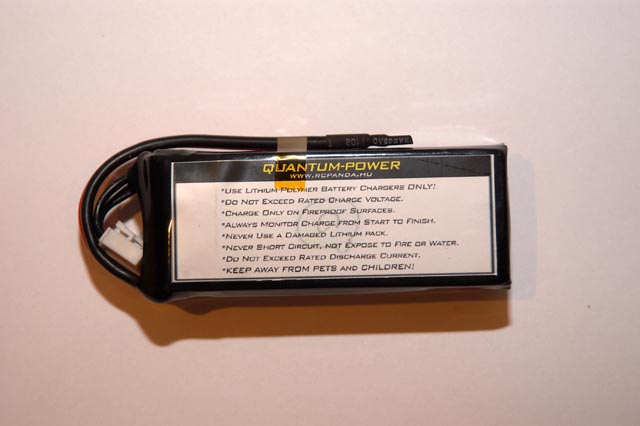 QUANTUM-POWER
WWW.RCPANDA.HU
*USE LITHIUM POLYMER BATTERY CHARGERS ONLY!
*DO NOT EXCEED RATED CHARGE VOLTAGE.
*CHARGE ONLY ON FIREPROOF SURFACES.
*ALWAYS MONITOR CHARGE FROM START TO FINISH.
*NEVER USE A DAMAGED LITHIUM PACK.
*NEVER SHORT CIRCUIT, NOT EXPOSE TO FIRE OR WATER.
*DO NOT EXCEED RATED DISCHARGE CURRENT.
*KEEP AWAY FROM PETS AND CHILDREN!